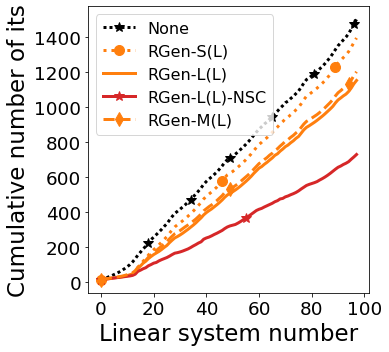 Cumulative number of its
1400
1200
1000
800
600
400
200
0
None
RGen-S(L)
RGen-L(L)
RGen-L(L)-NSC
RGen-M(L)
0 20 40 60 80 100
Linear system number